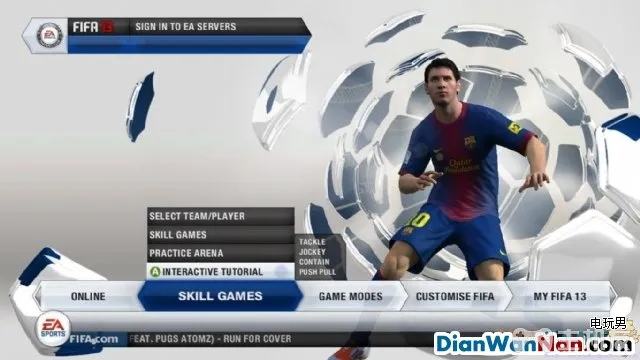 FIFA 13
SIGN IN TO EA SERVERS
SELECT TEAM/PLAYER
SKILL GAMES
PRACTICE ARENA
A INTERACTIVE TUTORIAL
TACKLE
JOCKEY
CONTAIN
PUSH PULL
Qatar
Foundation
10
ONLINE
SKILL GAMES
GAME MODES
CUSTOMISE FIFA
MY FIFA 13
EA
SPORTS
FIFA.com
FEAT. PUGS ATOMZ) - RUN FOR COVER
电玩男
DianWanNan.com